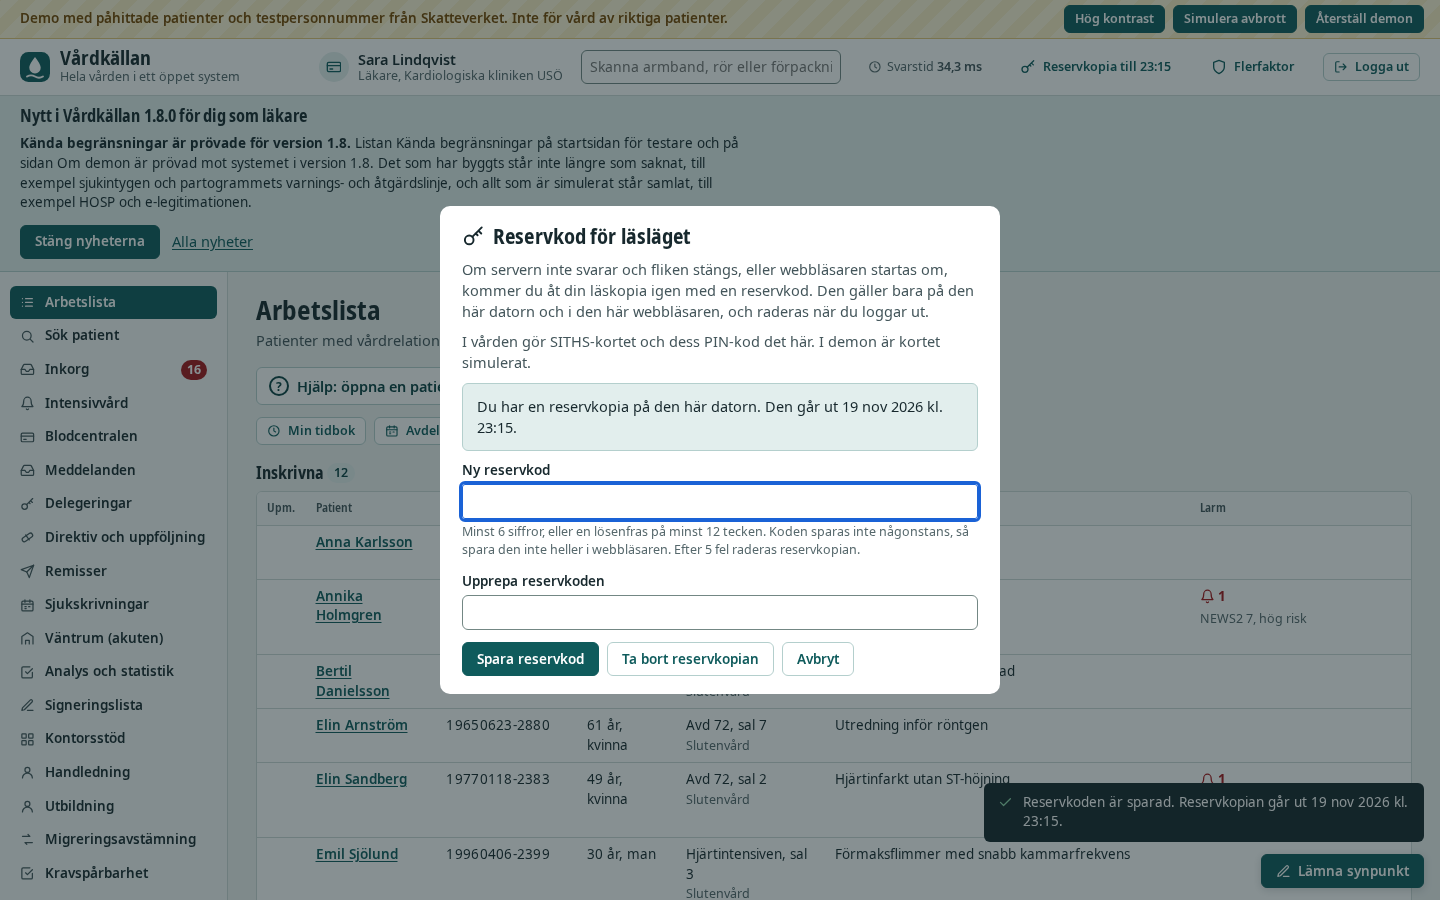 Demo med påhittade patienter och testpersonnummer från Skatteverket. Inte för vård av riktiga patienter.
Hög kontrast
Simulera avbrott
Återställ demon
Vårdkällan
Hela vården i ett öppet system
Sara Lindqvist
Läkare, Kardiologiska kliniken USÖ
Skanna armband, rör eller förpackni
Svarstid 34,3 ms
Reservkopia till 23:15
Flerfaktor
Logga ut
Nytt i Vårdkällan 1.8.0 för dig som läkare
Kända begränsningar är prövade för version 1.8. Listan Kända begränsningar på startsidan för testare och på
sidan Om demon är prövad mot systemet i version 1.8. Det som har byggts står inte längre som saknat, till
exempel sjukintygen och partogrammets varnings- och åtgärdslinje, och allt som är simulerat står samlat, till
exempel HOSP och e-legitimationen.
Stäng nyheterna
Alla nyheter
Arbetslista
Sök patient
Inkorg
16
Intensivvård
Blodcentralen
Meddelanden
Delegeringar
Direktiv och uppföljning
Remisser
Sjukskrivningar
Väntrum (akuten)
Analys och statistik
Signeringslista
Kontorsstöd
Handledning
Utbildning
Migreringsavstämning
Kravspårbarhet
Arbetslista
Patienter med vårdrelation
Hjälp: öppna en patie
Min tidbok
Avdel
Inskrivna 12
Upm.
Patient
Larm
Anna Karlsson
Annika
Holmgren
1
NEWS2 7, hög risk
Bertil
Danielsson
Slutenvård
ad
Elin Arnström
19650623-2880
61 år,
kvinna
Avd 72, sal 7
Slutenvård
Utredning inför röntgen
Elin Sandberg
19770118-2383
49 år,
kvinna
Avd 72, sal 2
Slutenvård
Hjärtinfarkt utan ST-höjning
1
Emil Sjölund
19960406-2399
30 år, man
Hjärtintensiven, sal
3
Slutenvård
Förmaksflimmer med snabb kammarfrekvens
Reservkod för läsläget
Om servern inte svarar och fliken stängs, eller webbläsaren startas om,
kommer du åt din läskopia igen med en reservkod. Den gäller bara på den
här datorn och i den här webbläsaren, och raderas när du loggar ut.
I vården gör SITHS-kortet och dess PIN-kod det här. I demon är kortet
simulerat.
Du har en reservkopia på den här datorn. Den går ut 19 nov 2026 kl.
23:15.
Ny reservkod
Minst 6 siffror, eller en lösenfras på minst 12 tecken. Koden sparas inte någonstans, så
spara den inte heller i webbläsaren. Efter 5 fel raderas reservkopian.
Upprepa reservkoden
Spara reservkod
Ta bort reservkopian
Avbryt
Reservkoden är sparad. Reservkopian går ut 19 nov 2026 kl.
23:15.
Lämna synpunkt